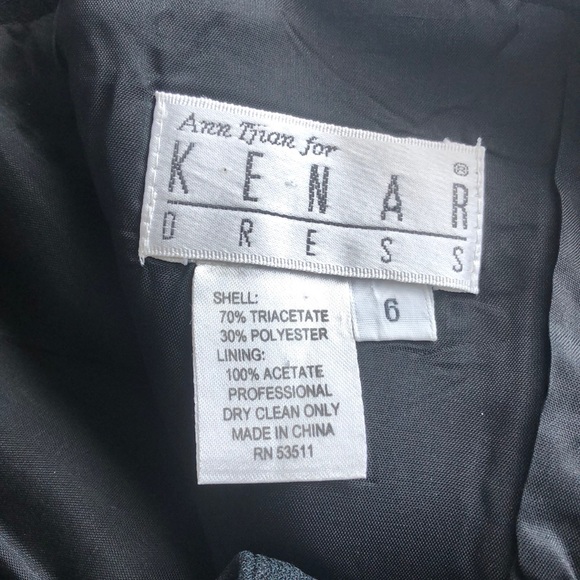 Ann Tjian for
KENAR®
DRESS
6
SHELL:
70% TRIACETATE
30% POLYESTER
LINING:
100% ACETATE
PROFESSIONAL
DRY CLEAN ONLY
MADE IN CHINA
RN 53511